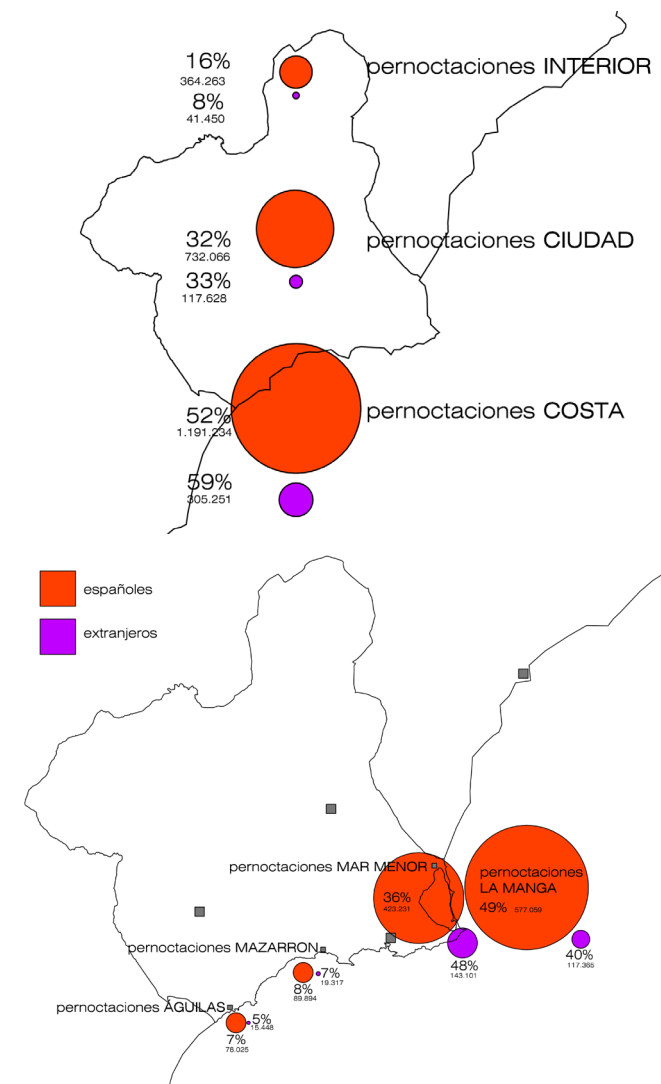 16%
364.263
pernoctaciones INTERIOR
8%
41.450
32%
732.066
pernoctaciones CIUDAD
33%
117.628
52%
1.191.234
pernoctaciones COSTA
59%
305.251
españoles
extranjeros
pernoctaciones MAR MENOR
36%
423.231
pernoctaciones
LA MANGA
49% 577.059
48%
143.101
40%
117.365
pernoctaciones MAZARRON
7%
19.317
8%
89.894
pernoctaciones ÁGUILAS
5%
15.448
7%
78.025